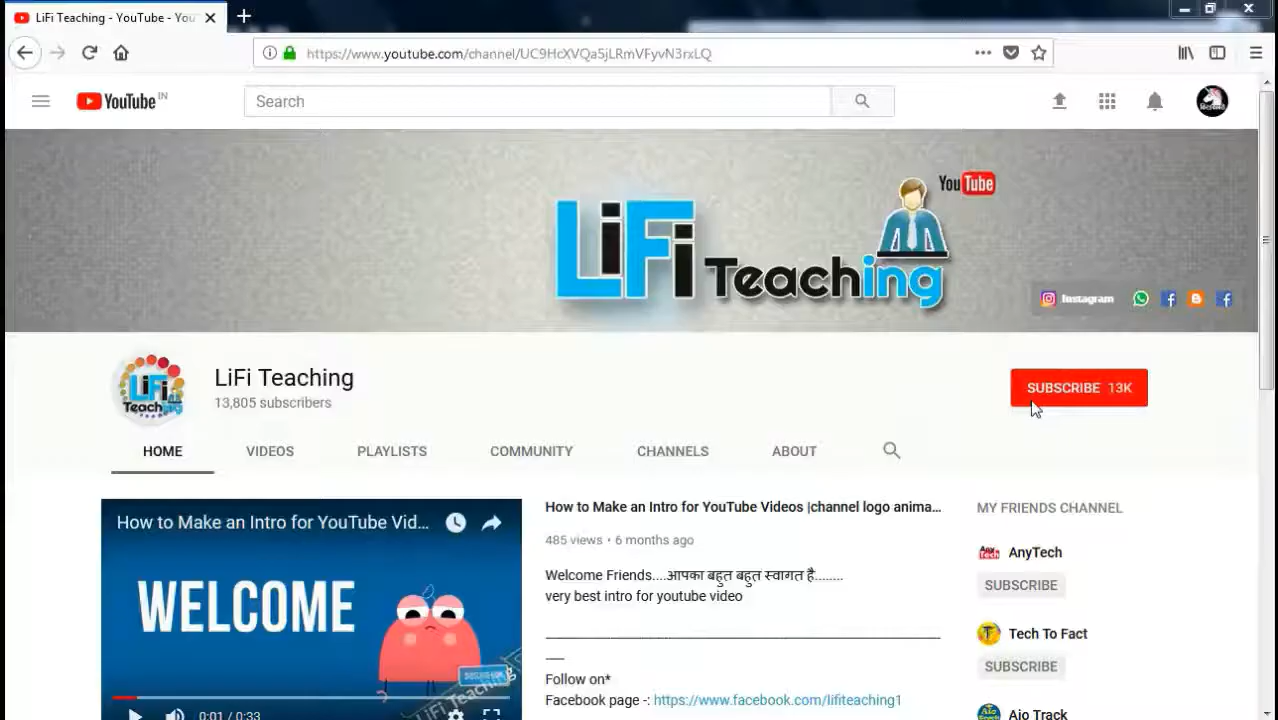 LiFi Teaching - YouTube - You
https://www.youtube.com/channel/UC9HcXVQa5jLRmVFyvN3rxLQ
YouTube IN
Search
YouTube
LiFi Teaching
Instagram
LiFi Teaching
LiFi Teaching
13,805 subscribers
SUBSCRIBE 13K
HOME VIDEOS PLAYLISTS COMMUNITY CHANNELS ABOUT
How to Make an Intro for YouTube Vid...
WELCOME
LiFi Teaching
0:01 / 0:33
How to Make an Intro for YouTube Videos |channel logo anima...
485 views • 6 months ago
Welcome Friends....आपका बहुत बहुत स्वागत है........
very best intro for youtube video
Follow on*
Facebook page -: https://www.facebook.com/lifiteaching1
MY FRIENDS CHANNEL
AnyTech
SUBSCRIBE
Tech To Fact
SUBSCRIBE
Aio Track